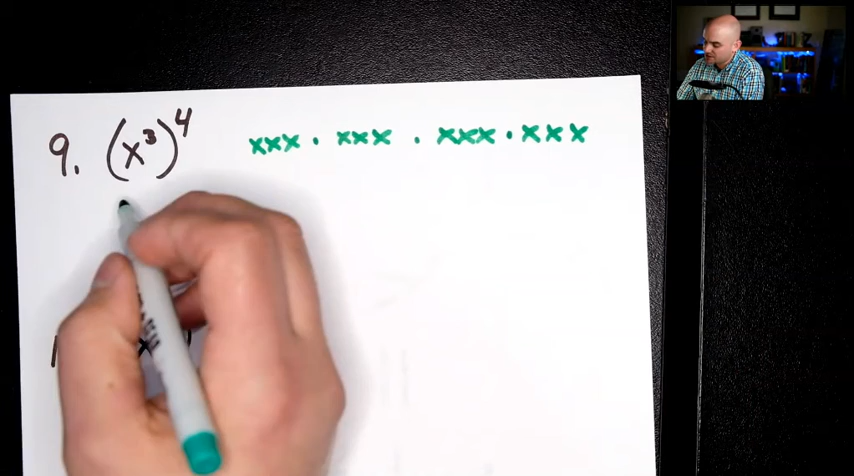 9. (x³)⁴ xxx · xxx · xxx · xxx